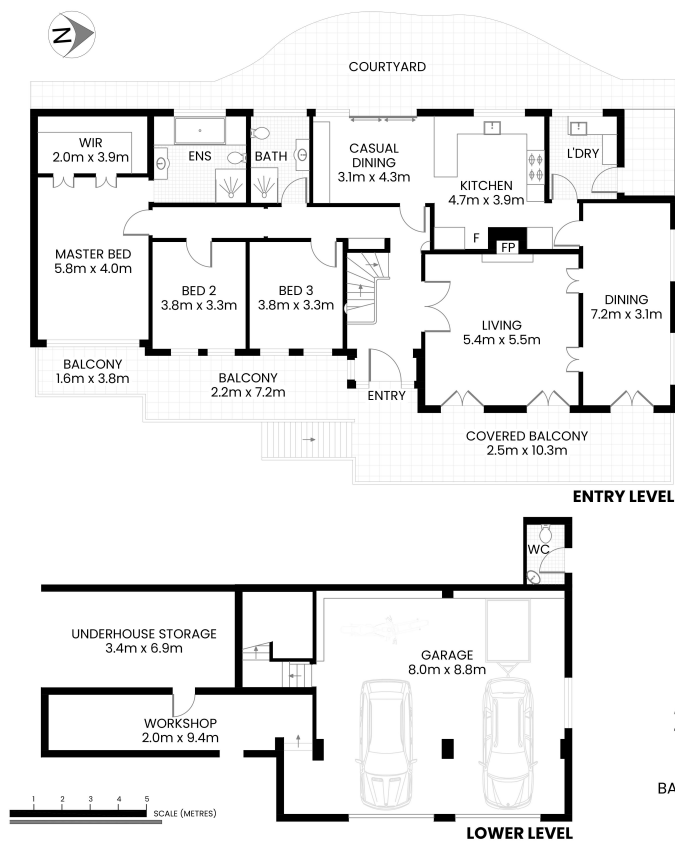 N
COURTYARD
WIR
2.0m x 3.9m
ENS
BATH
CASUAL
DINING
3.1m x 4.3m
L'DRY
KITCHEN
4.7m x 3.9m
F
FP
MASTER BED
5.8m x 4.0m
BED 2
3.8m x 3.3m
BED 3
3.8m x 3.3m
LIVING
5.4m x 5.5m
DINING
7.2m x 3.1m
BALCONY
1.6m x 3.8m
BALCONY
2.2m x 7.2m
ENTRY
COVERED BALCONY
2.5m x 10.3m
ENTRY LEVEL
WC
UNDERHOUSE STORAGE
3.4m x 6.9m
GARAGE
8.0m x 8.8m
WORKSHOP
2.0m x 9.4m
BA
1 2 3 4 5
SCALE (METRES)
LOWER LEVEL